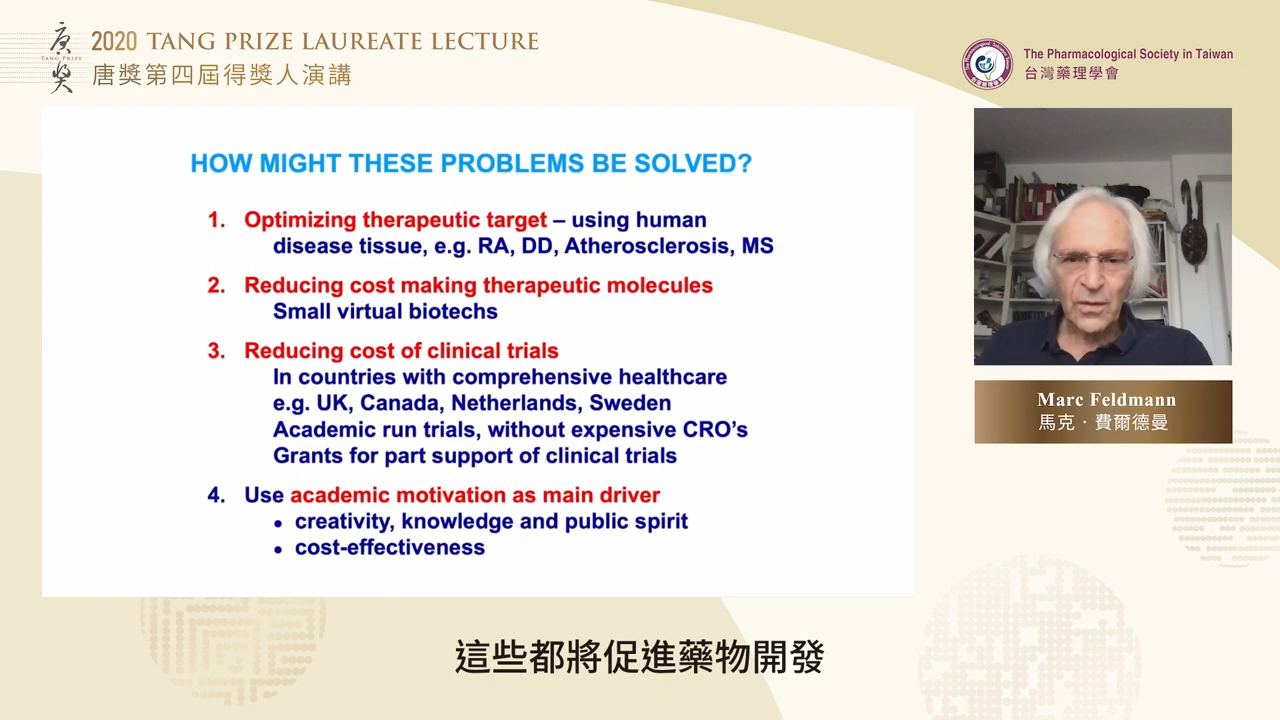 唐獎
TANG PRIZE
2020 TANG PRIZE LAUREATE LECTURE
唐獎第四屆得獎人演講
The Pharmacological Society in Taiwan
台灣藥理學會
HOW MIGHT THESE PROBLEMS BE SOLVED?
1. Optimizing therapeutic target – using human
disease tissue, e.g. RA, DD, Atherosclerosis, MS
2. Reducing cost making therapeutic molecules
Small virtual biotechs
3. Reducing cost of clinical trials
In countries with comprehensive healthcare
e.g. UK, Canada, Netherlands, Sweden
Academic run trials, without expensive CRO’s
Grants for part support of clinical trials
4. Use academic motivation as main driver
• creativity, knowledge and public spirit
• cost-effectiveness
Marc Feldmann
馬克．費爾德曼
這些都將促進藥物開發